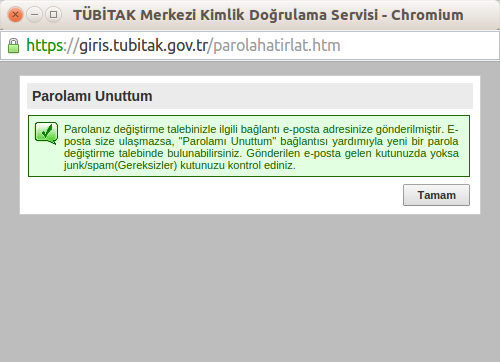 TÜBİTAK Merkezi Kimlik Doğrulama Servisi - Chromium
https://giris.tubitak.gov.tr/parolahatirlat.htm
Parolamı Unuttum
Parolanız değiştirme talebinizle ilgili bağlantı e-posta adresinize gönderilmiştir. E-
posta size ulaşmazsa, "Parolamı Unuttum" bağlantısı yardımıyla yeni bir parola
değiştirme talebinde bulunabilirsiniz. Gönderilen e-posta gelen kutunuzda yoksa
junk/spam(Gereksizler) kutunuzu kontrol ediniz.
Tamam